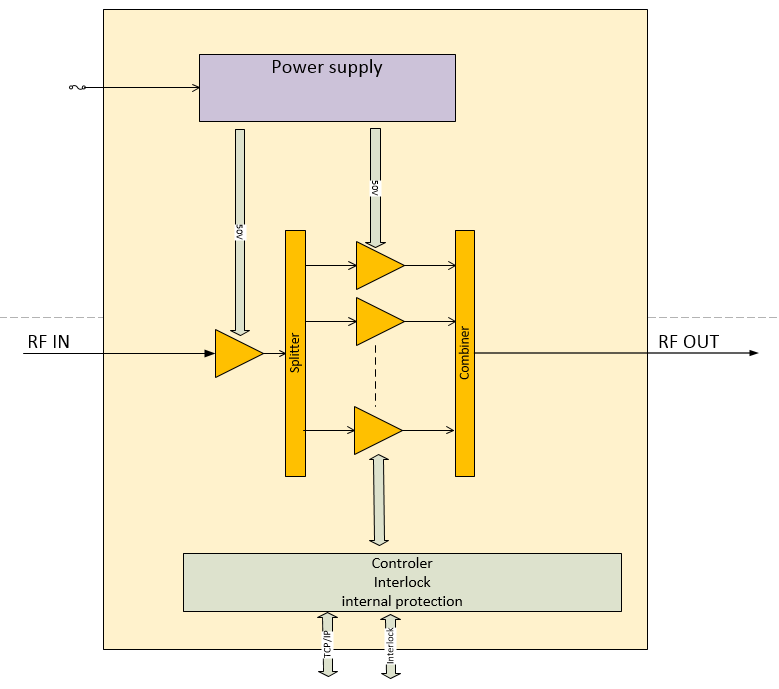 Power supply
50V
50V
RF IN
RF OUT
Splitter
Combiner
Controler
Interlock
internal protection
TCP/IP
Interlock